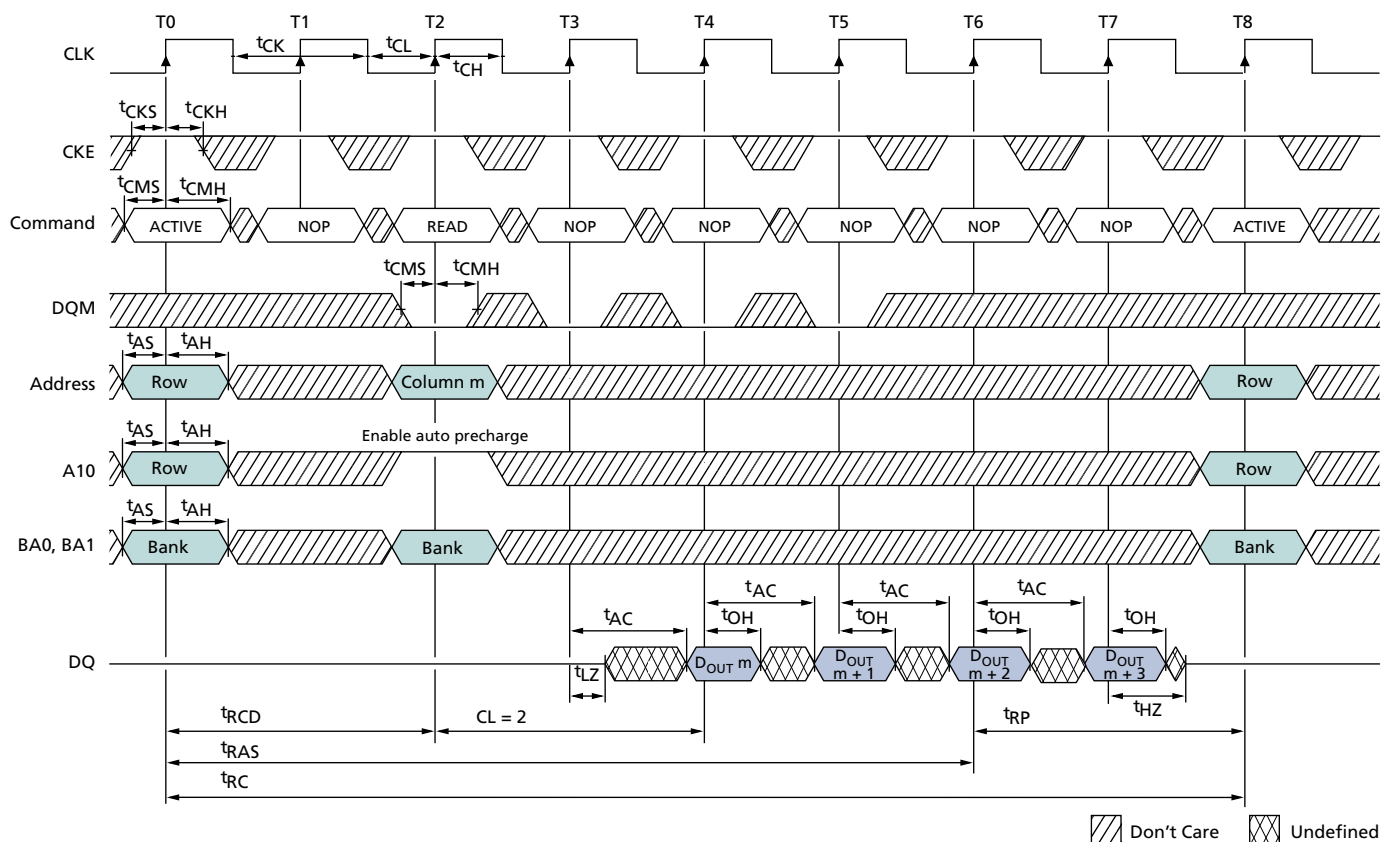 T0 T1 T2 T3 T4 T5 T6 T7 T8
CLK tCK tCL tCH
tCKS tCKH
CKE
tCMS tCMH
Command ACTIVE NOP READ NOP NOP NOP NOP NOP ACTIVE
tCMS tCMH
DQM
tAS tAH
Address Row Column m Row
tAS tAH Enable auto precharge
A10 Row Row
tAS tAH
BA0, BA1 Bank Bank Bank
tAC tAC tAC
tAC tOH tOH tOH tOH
DQ DOUT m DOUT m + 1 DOUT m + 2 DOUT m + 3
tLZ tHZ
tRCD CL = 2 tRP
tRAS
tRC
Don't Care Undefined